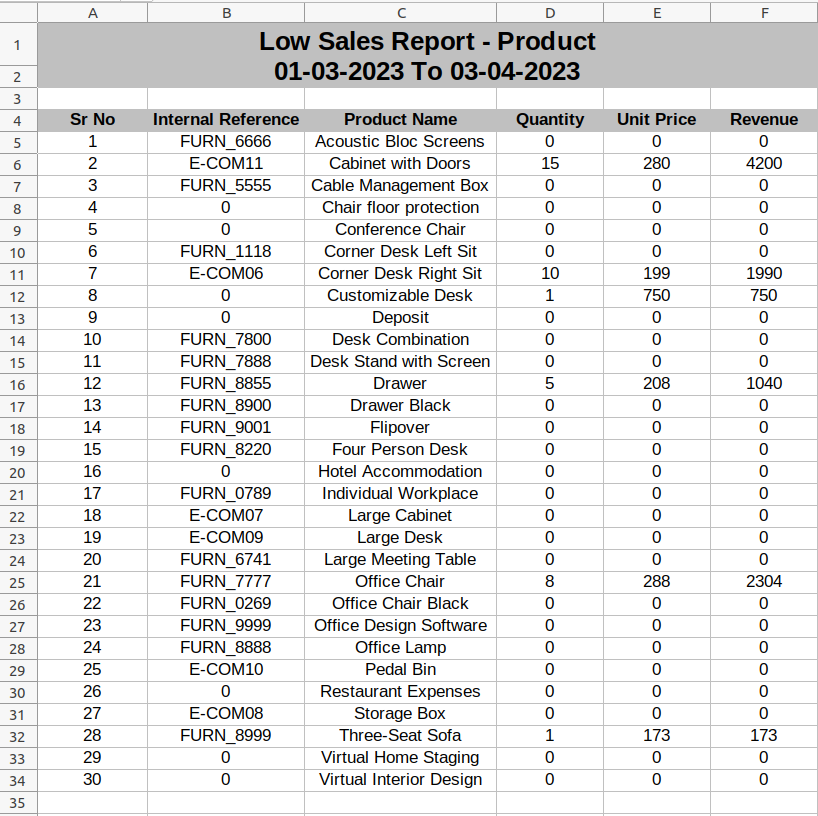 A B C D E F
1 Low Sales Report - Product
2 01-03-2023 To 03-04-2023
3
4 Sr No Internal Reference Product Name Quantity Unit Price Revenue
5 1 FURN_6666 Acoustic Bloc Screens 0 0 0
6 2 E-COM11 Cabinet with Doors 15 280 4200
7 3 FURN_5555 Cable Management Box 0 0 0
8 4 0 Chair floor protection 0 0 0
9 5 0 Conference Chair 0 0 0
10 6 FURN_1118 Corner Desk Left Sit 0 0 0
11 7 E-COM06 Corner Desk Right Sit 10 199 1990
12 8 0 Customizable Desk 1 750 750
13 9 0 Deposit 0 0 0
14 10 FURN_7800 Desk Combination 0 0 0
15 11 FURN_7888 Desk Stand with Screen 0 0 0
16 12 FURN_8855 Drawer 5 208 1040
17 13 FURN_8900 Drawer Black 0 0 0
18 14 FURN_9001 Flipover 0 0 0
19 15 FURN_8220 Four Person Desk 0 0 0
20 16 0 Hotel Accommodation 0 0 0
21 17 FURN_0789 Individual Workplace 0 0 0
22 18 E-COM07 Large Cabinet 0 0 0
23 19 E-COM09 Large Desk 0 0 0
24 20 FURN_6741 Large Meeting Table 0 0 0
25 21 FURN_7777 Office Chair 8 288 2304
26 22 FURN_0269 Office Chair Black 0 0 0
27 23 FURN_9999 Office Design Software 0 0 0
28 24 FURN_8888 Office Lamp 0 0 0
29 25 E-COM10 Pedal Bin 0 0 0
30 26 0 Restaurant Expenses 0 0 0
31 27 E-COM08 Storage Box 0 0 0
32 28 FURN_8999 Three-Seat Sofa 1 173 173
33 29 0 Virtual Home Staging 0 0 0
34 30 0 Virtual Interior Design 0 0 0
35